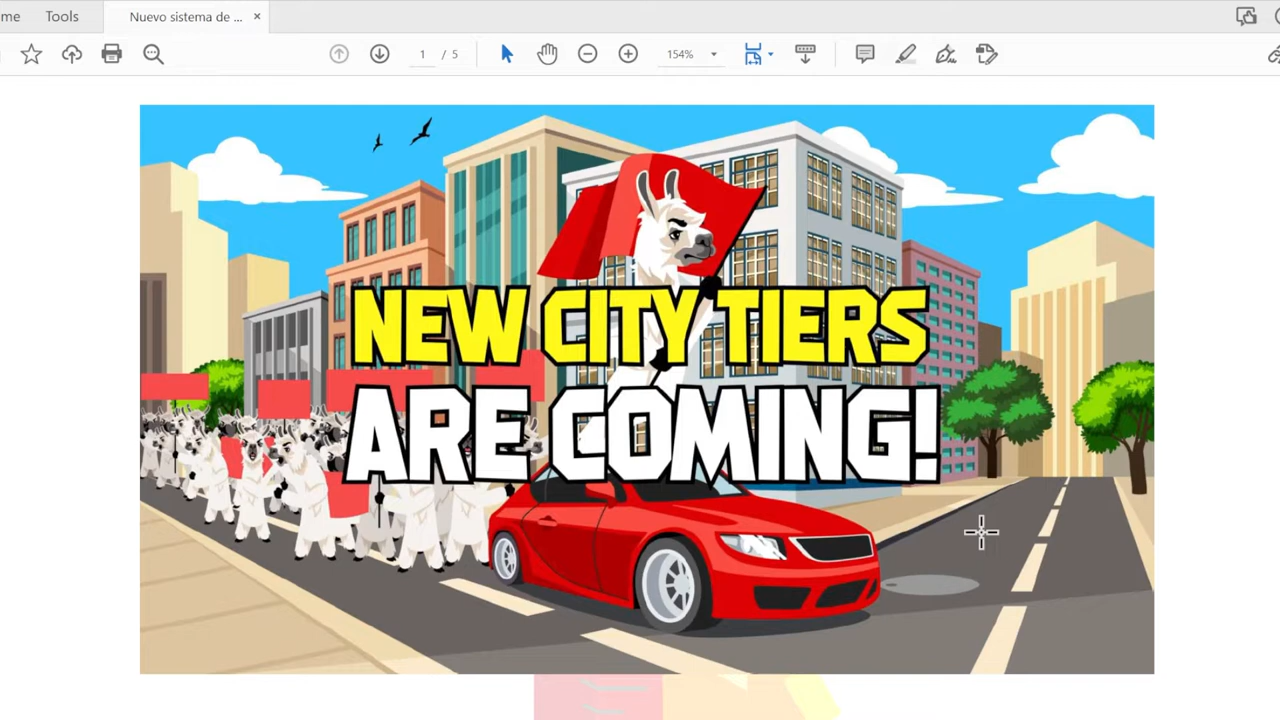 me Tools Nuevo sistema de ... ×
1 / 5 154%
NEW CITY TIERS
ARE COMING!